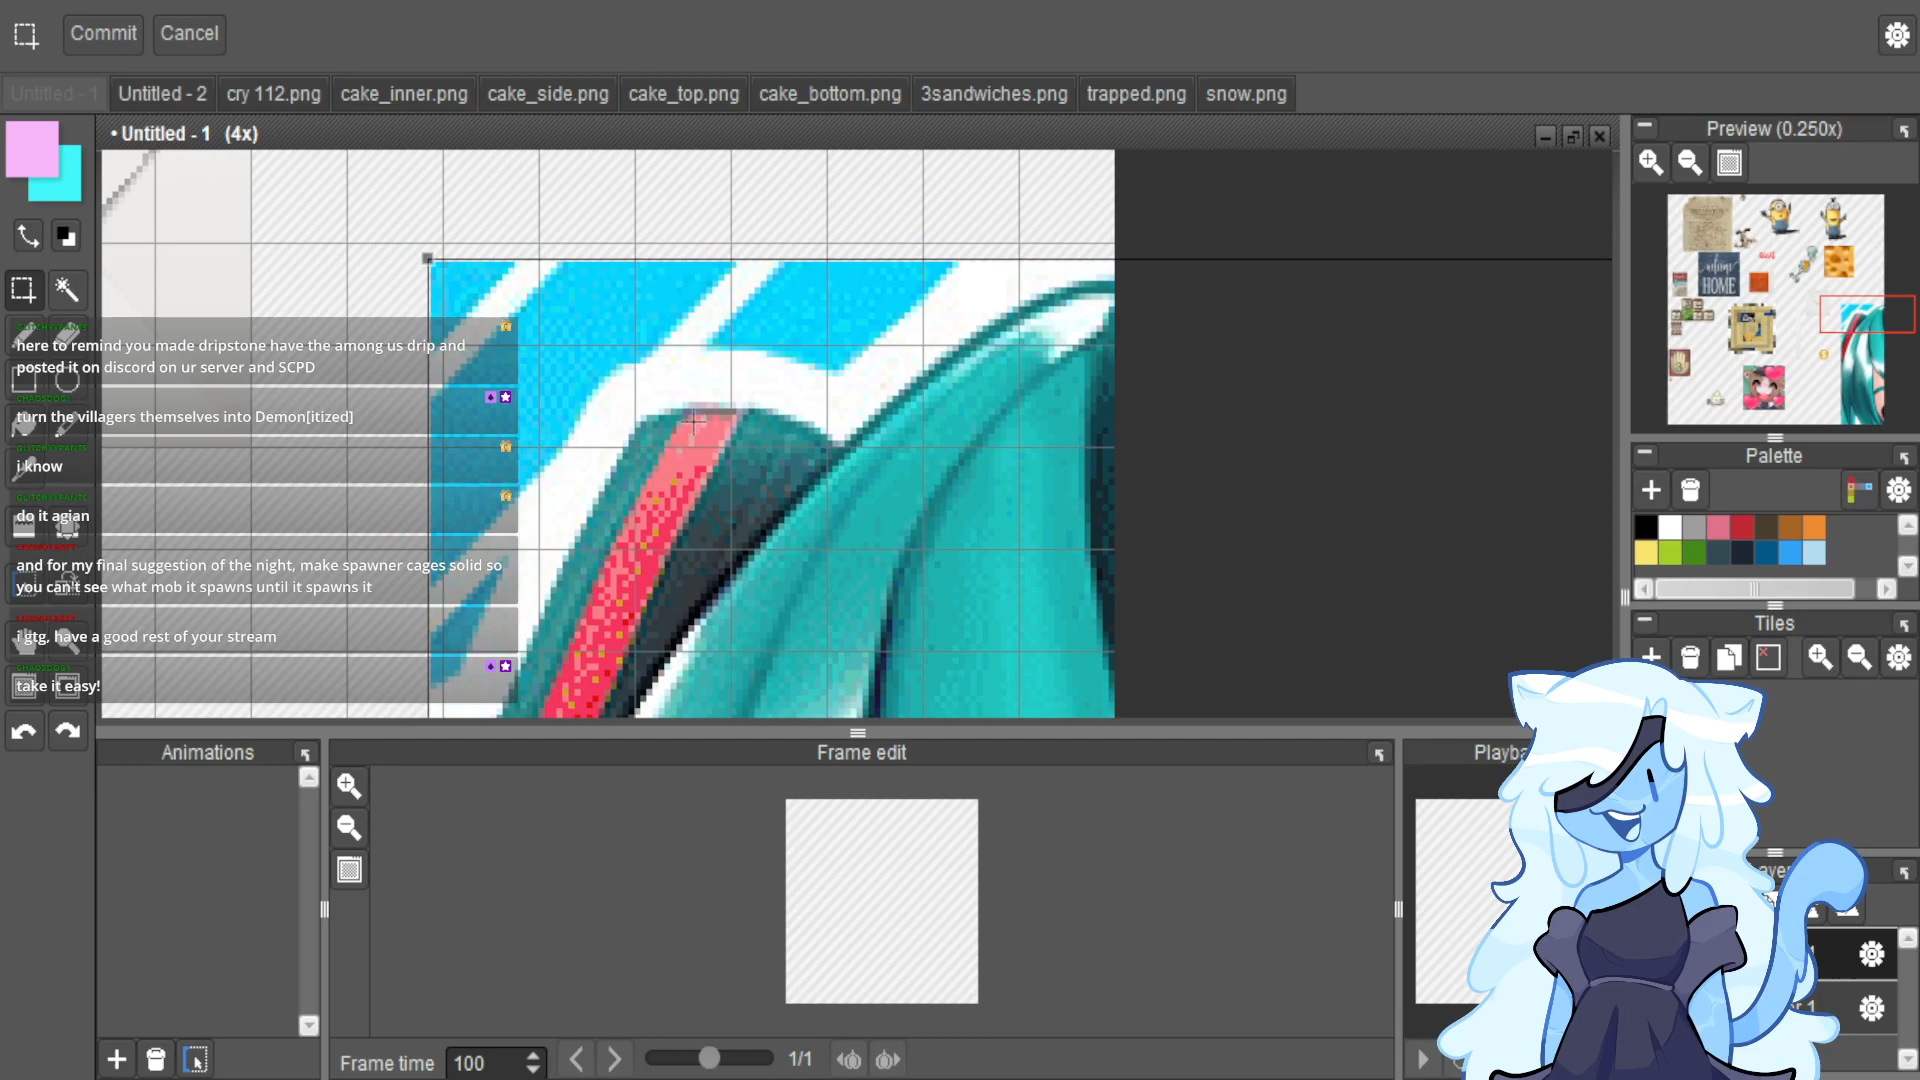 Commit
Cancel
Untitled - 1
Untitled - 2
cry 112.png
cake_inner.png
cake_side.png
cake_top.png
cake_bottom.png
3sandwiches.png
trapped.png
snow.png
• Untitled - 1 (4x)
Preview (0.250x)
HOME
Palette
Tiles
GLITCHYYPANTS
here to remind you made dripstone have the among us drip and
posted it on discord on ur server and SCPD
turn the villagers themselves into Demon[itized]
GLITCHYYPANTS
i know
GLITCHYYPANTS
do it agian
and for my final suggestion of the night, make spawner cages solid so
you can't see what mob it spawns until it spawns it
i gtg, have a good rest of your stream
take it easy!
Animations
Frame edit
Frame time
100
1/1